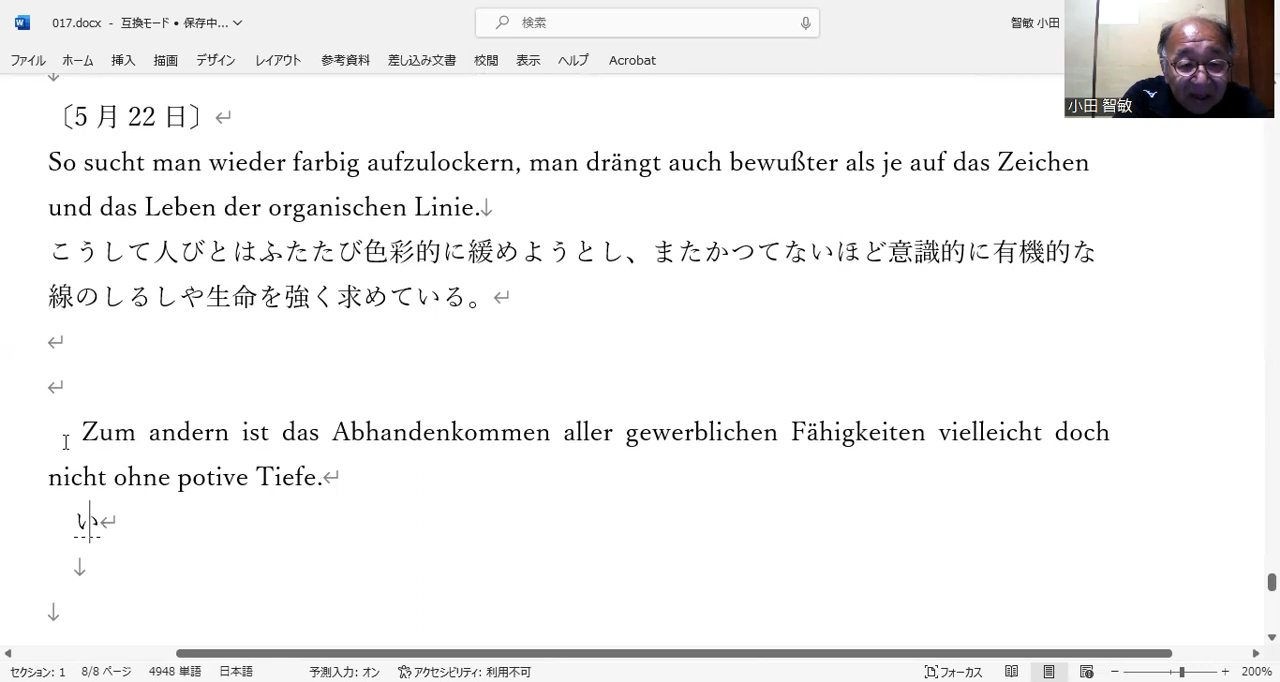 017.docx - 互換モード • 保存中...
検索
智敏 小田
ファイル ホーム 挿入 描画 デザイン レイアウト 参考資料 差し込み文書 校閲 表示 ヘルプ Acrobat
小田 智敏
〔5 月 22 日〕
So sucht man wieder farbig aufzulockern, man drängt auch bewußter als je auf das Zeichen
und das Leben der organischen Linie.
こうして人びとはふたたび色彩的に緩めようとし、またかつてないほど意識的に有機的な
線のしるしや生命を強く求めている。
Zum andern ist das Abhandenkommen aller gewerblichen Fähigkeiten vielleicht doch
nicht ohne potive Tiefe.
い
セクション: 1 8/8 ページ 4948 単語 日本語 予測入力: オン アクセシビリティ: 利用不可 フォーカス 200%